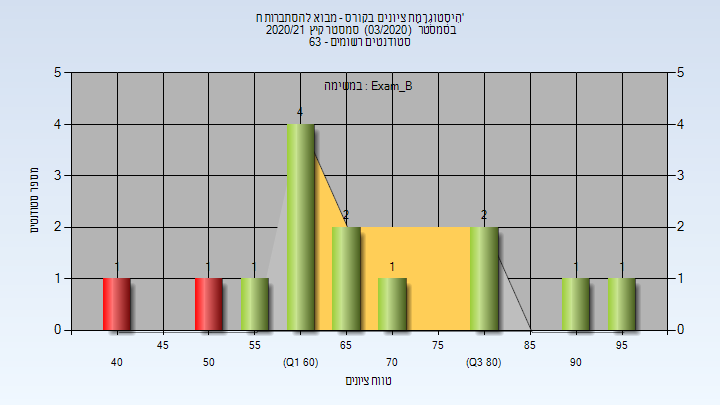 הִיסטוֹגרָמַת ציונים בקורס - מבוא להסתברות ח'
בסמסטר (03/2020) סמסטר קיץ 2020/21
סטודנטים רשומים - 63
במשימה : Exam_B
5 5
4 4
3 3
2 2
1 1
0 0
1 1 1 4 2 1 2 1 1
מספר סטודנטים
45 55 65 75 85 95
40 50 (Q1 60) 70 (Q3 80) 90
טווח ציונים